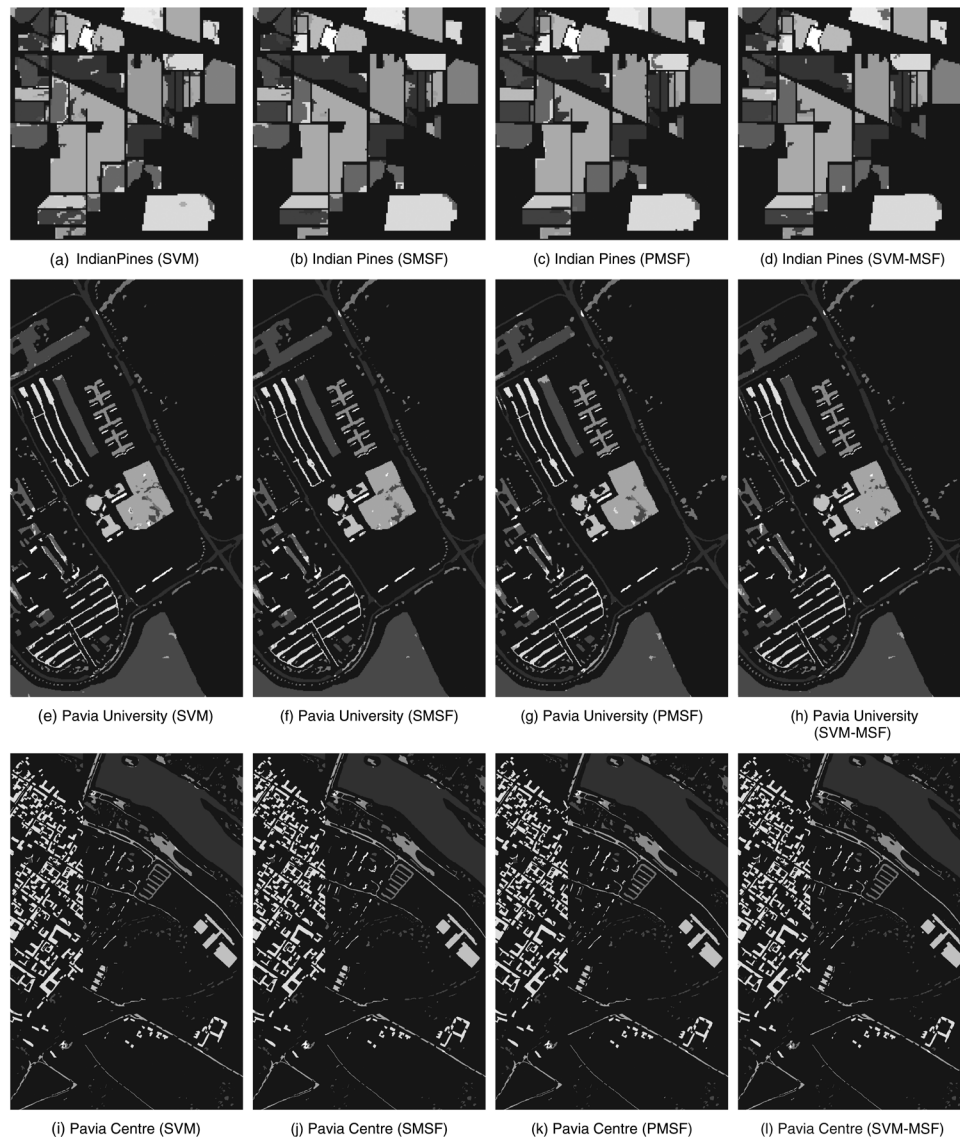 (a) IndianPines (SVM)
(b) Indian Pines (SMSF)
(c) Indian Pines (PMSF)
(d) Indian Pines (SVM-MSF)
(e) Pavia University (SVM)
(f) Pavia University (SMSF)
(g) Pavia University (PMSF)
(h) Pavia University
(SVM-MSF)
(i) Pavia Centre (SVM)
(j) Pavia Centre (SMSF)
(k) Pavia Centre (PMSF)
(l) Pavia Centre (SVM-MSF)